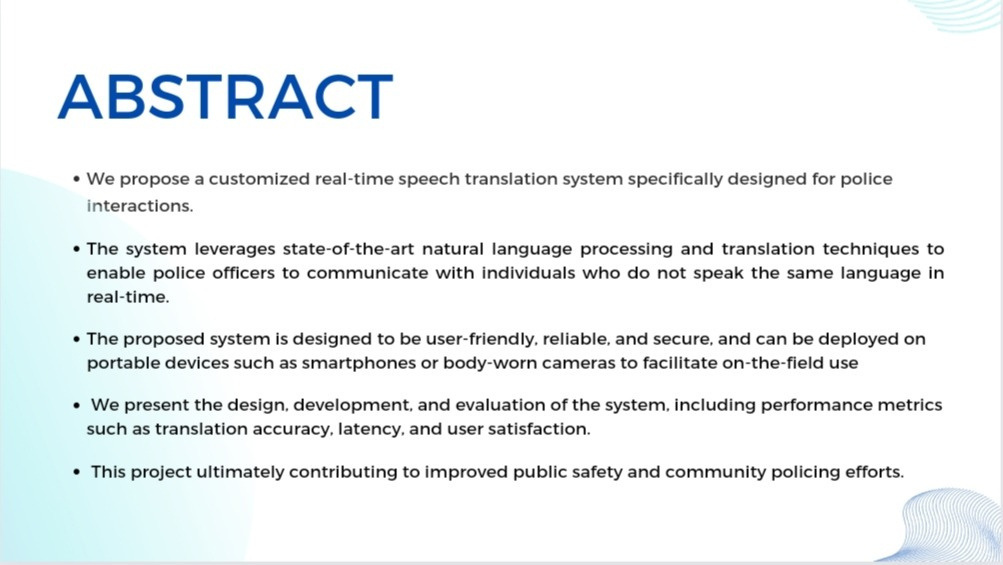 ABSTRACT
• We propose a customized real-time speech translation system specifically designed for police
interactions.
• The system leverages state-of-the-art natural language processing and translation techniques to
enable police officers to communicate with individuals who do not speak the same language in
real-time.
• The proposed system is designed to be user-friendly, reliable, and secure, and can be deployed on
portable devices such as smartphones or body-worn cameras to facilitate on-the-field use
• We present the design, development, and evaluation of the system, including performance metrics
such as translation accuracy, latency, and user satisfaction.
• This project ultimately contributing to improved public safety and community policing efforts.